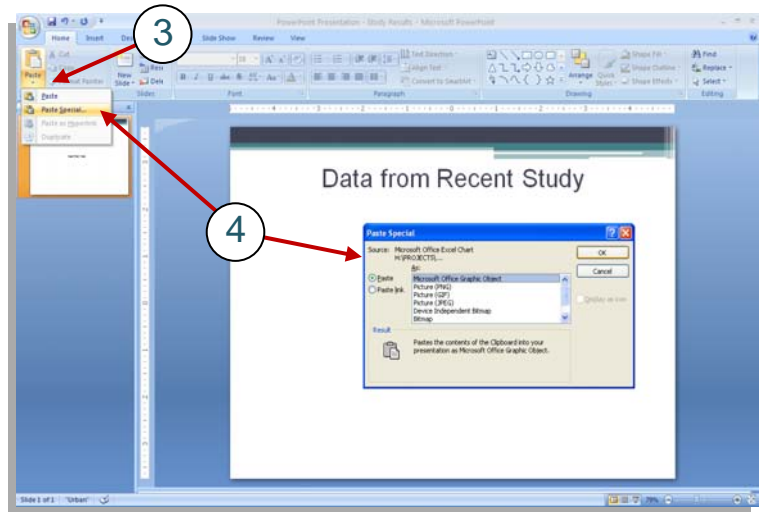 PowerPoint Presentation - Study Results - Microsoft PowerPoint
3
Home Insert Slide Show Review View
Cut
Paste
New Slide
Text Direction
Align Text
Convert to SmartArt
Arrange
Quick Styles
Shape Fill
Shape Outline
Shape Effects
Find
Replace
Select
Slides Font Paragraph Drawing Editing
Paste
Paste Special...
Paste as Hyperlink
Duplicate
Data from Recent Study
4
Paste Special
Source: Microsoft Office Excel Chart
H:\PROJECTS\...
As:
Paste
Paste link
Microsoft Office Graphic Object
Picture (PNG)
Picture (GIF)
Picture (JPEG)
Device Independent Bitmap
Bitmap
OK
Cancel
Display as icon
Result
Pastes the contents of the Clipboard into your
presentation as Microsoft Office Graphic Object.
Slide 1 of 1 "Urban" 79%